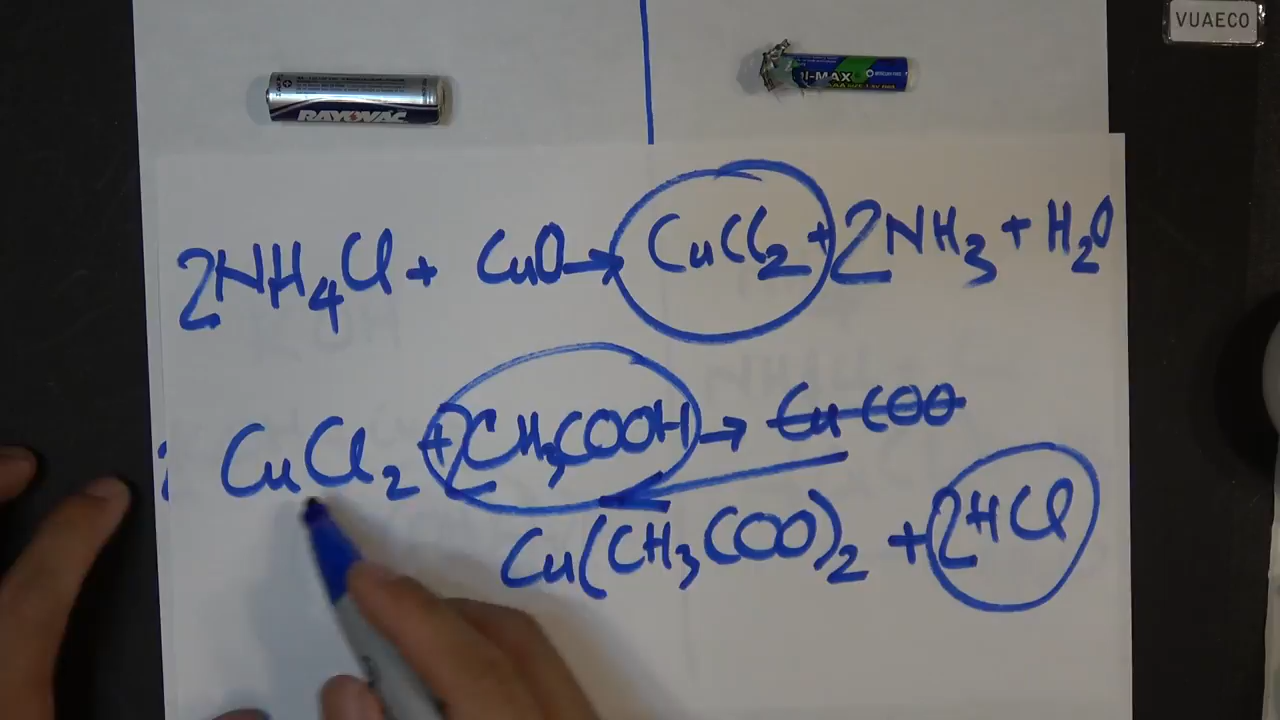 VUAECO
RAYOVAC
-MAX
2NH₄Cl + CuO → CuCl₂ + 2NH₃ + H₂O
CuCl₂ + 2CH₃COOH → Cu COO
Cu(CH₃COO)₂ + 2HCl